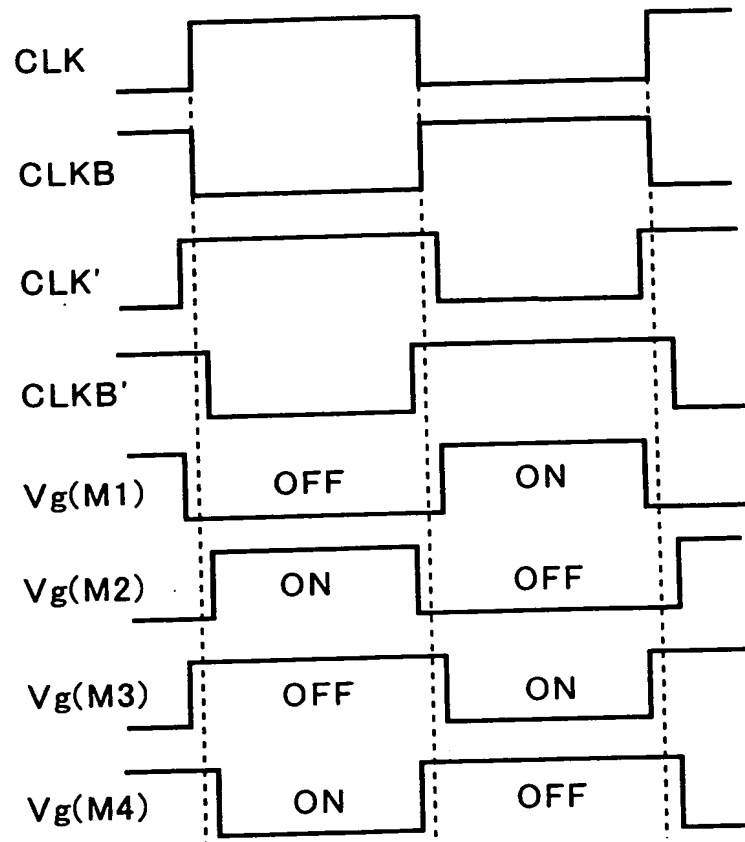 CLK
CLKB
CLK'
CLKB'
Vg(M1) OFF ON
Vg(M2) ON OFF
Vg(M3) OFF ON
Vg(M4) ON OFF